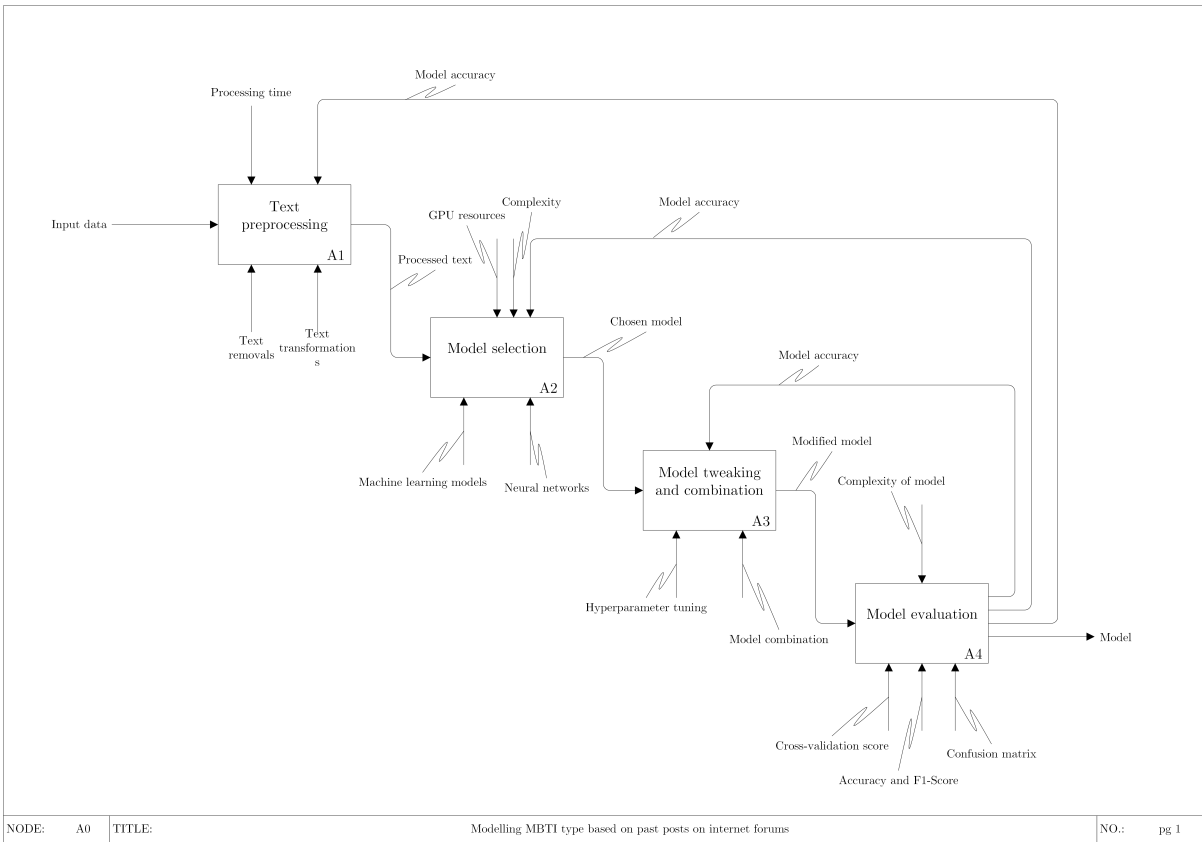 Model accuracy
Processing time
Text
preprocessing
A1
Input data
Complexity
GPU resources
Model accuracy
Processed text
Text
removals
Text
transformation
s
Chosen model
Model selection
A2
Model accuracy
Machine learning models
Neural networks
Modified model
Model tweaking
and combination
A3
Complexity of model
Hyperparameter tuning
Model combination
Model evaluation
A4
Model
Cross-validation score
Accuracy and F1-Score
Confusion matrix
NODE: A0 TITLE: Modelling MBTI type based on past posts on internet forums NO.: pg 1